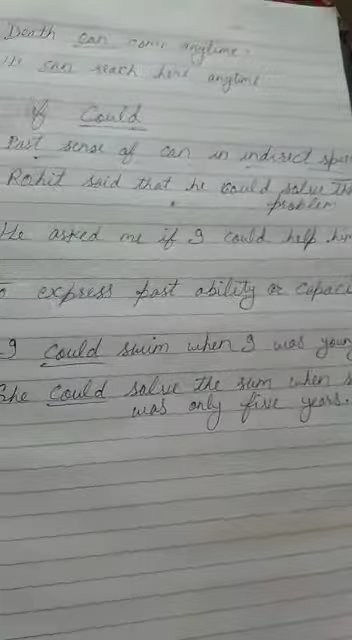 Death can come anytime.
He can reach here anytime
Could
Past sense of can in indirect
Rohit said that he could solve the
problem
He asked me if I could help him
express past ability or
I could swim when I was
She could solve the sum when
was only five years.